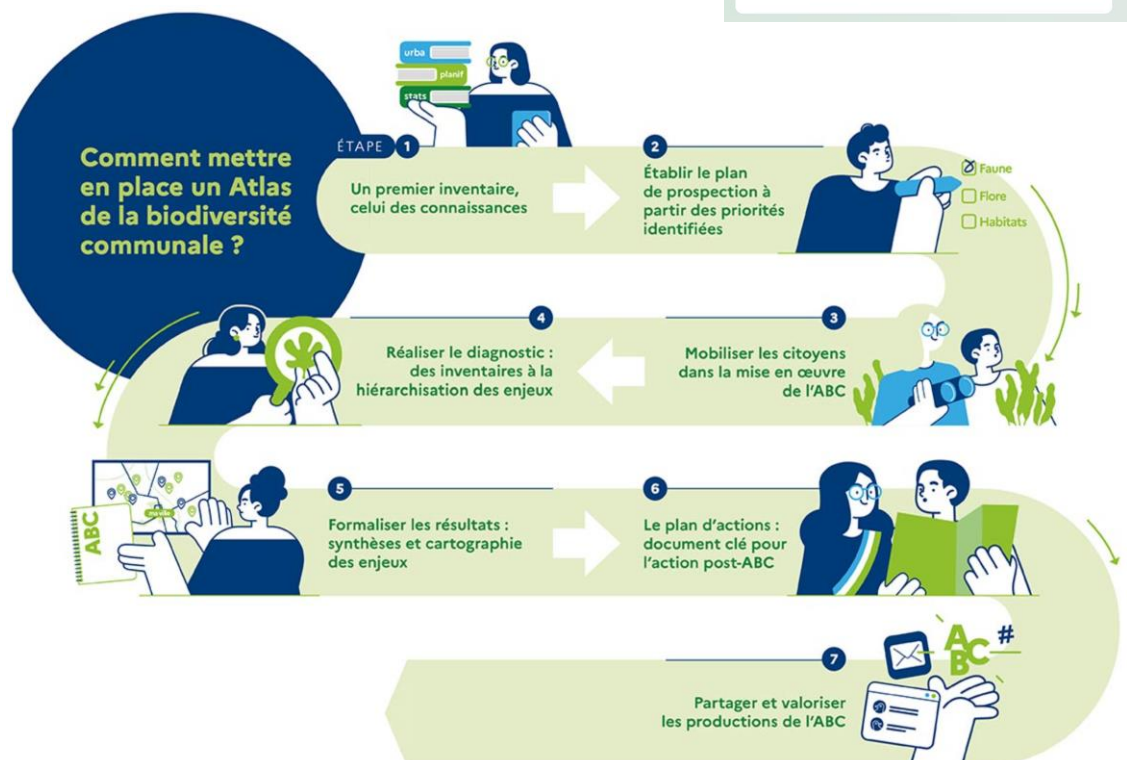 Comment mettre
en place un Atlas
de la biodiversité
communale ?
urba
planif
stats
ÉTAPE 1
Un premier inventaire,
celui des connaissances
2
Établir le plan
de prospection à
partir des priorités
identifiées
Faune
Flore
Habitats
3
Mobiliser les citoyens
dans la mise en œuvre
de l'ABC
4
Réaliser le diagnostic :
des inventaires à la
hiérarchisation des enjeux
5
Formaliser les résultats :
synthèses et cartographie
des enjeux
ABC
ma ville
6
Le plan d'actions :
document clé pour
l'action post-ABC
7
Partager et valoriser
les productions de l'ABC
ABC #